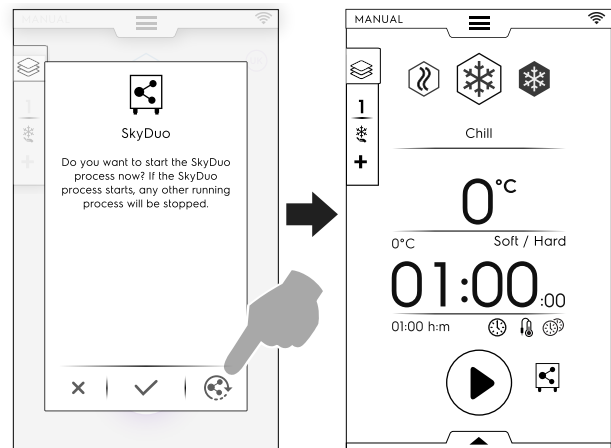 MANUAL
SkyDuo
Do you want to start the SkyDuo
process now? If the SkyDuo
process starts, any other running
process will be stopped.
1
MANUAL
1
Chill
0°C
0°C
Soft / Hard
01:00:00
01:00 h:m